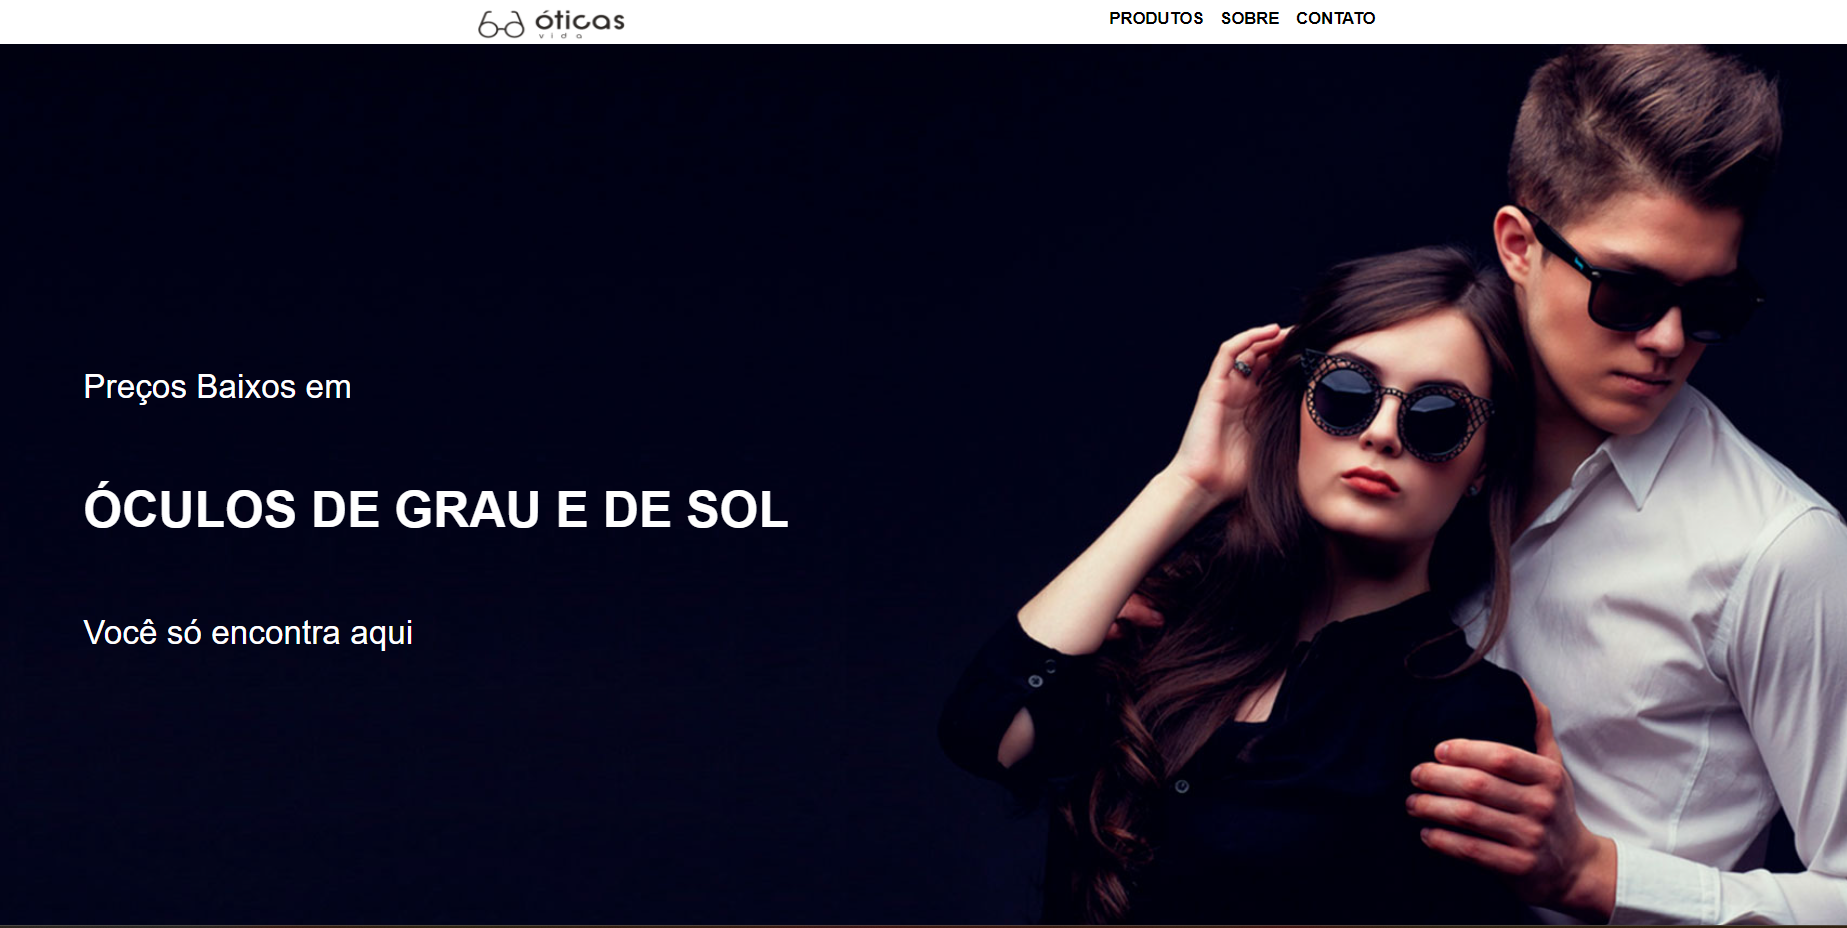 óticas
vida
PRODUTOS SOBRE CONTATO
Preços Baixos em
ÓCULOS DE GRAU E DE SOL
Você só encontra aqui